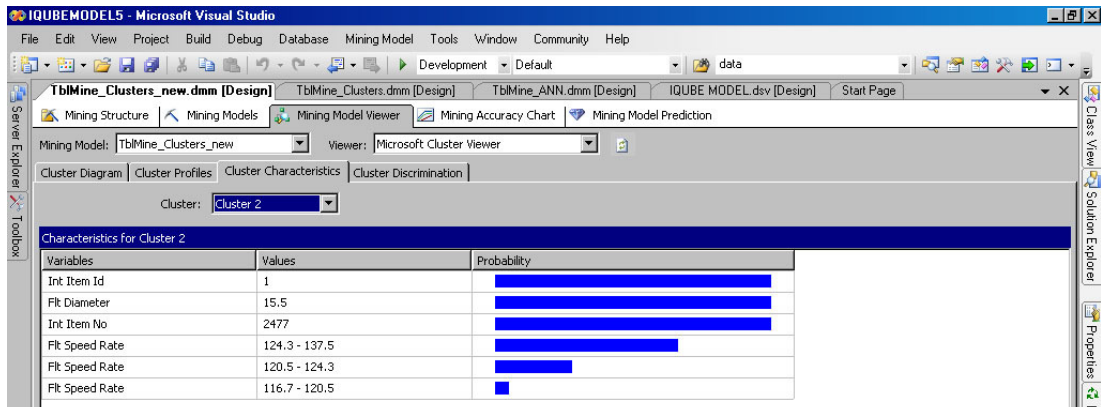 IQUBEMODEL5 - Microsoft Visual Studio
File Edit View Project Build Debug Database Mining Model Tools Window Community Help
Development Default data
TblMine_Clusters_new.dmm [Design] TblMine_Clusters.dmm [Design] TblMine_ANN.dmm [Design] IQUBE MODEL.dsv [Design] Start Page
Mining Structure Mining Models Mining Model Viewer Mining Accuracy Chart Mining Model Prediction
Mining Model: TblMine_Clusters_new Viewer: Microsoft Cluster Viewer
Cluster Diagram Cluster Profiles Cluster Characteristics Cluster Discrimination
Cluster: Cluster 2
Characteristics for Cluster 2
Variables Values Probability
Int Item Id 1
Flt Diameter 15.5
Int Item No 2477
Flt Speed Rate 124.3 - 137.5
Flt Speed Rate 120.5 - 124.3
Flt Speed Rate 116.7 - 120.5
Server Explorer
Toolbox
Class View
Solution Explorer
Properties